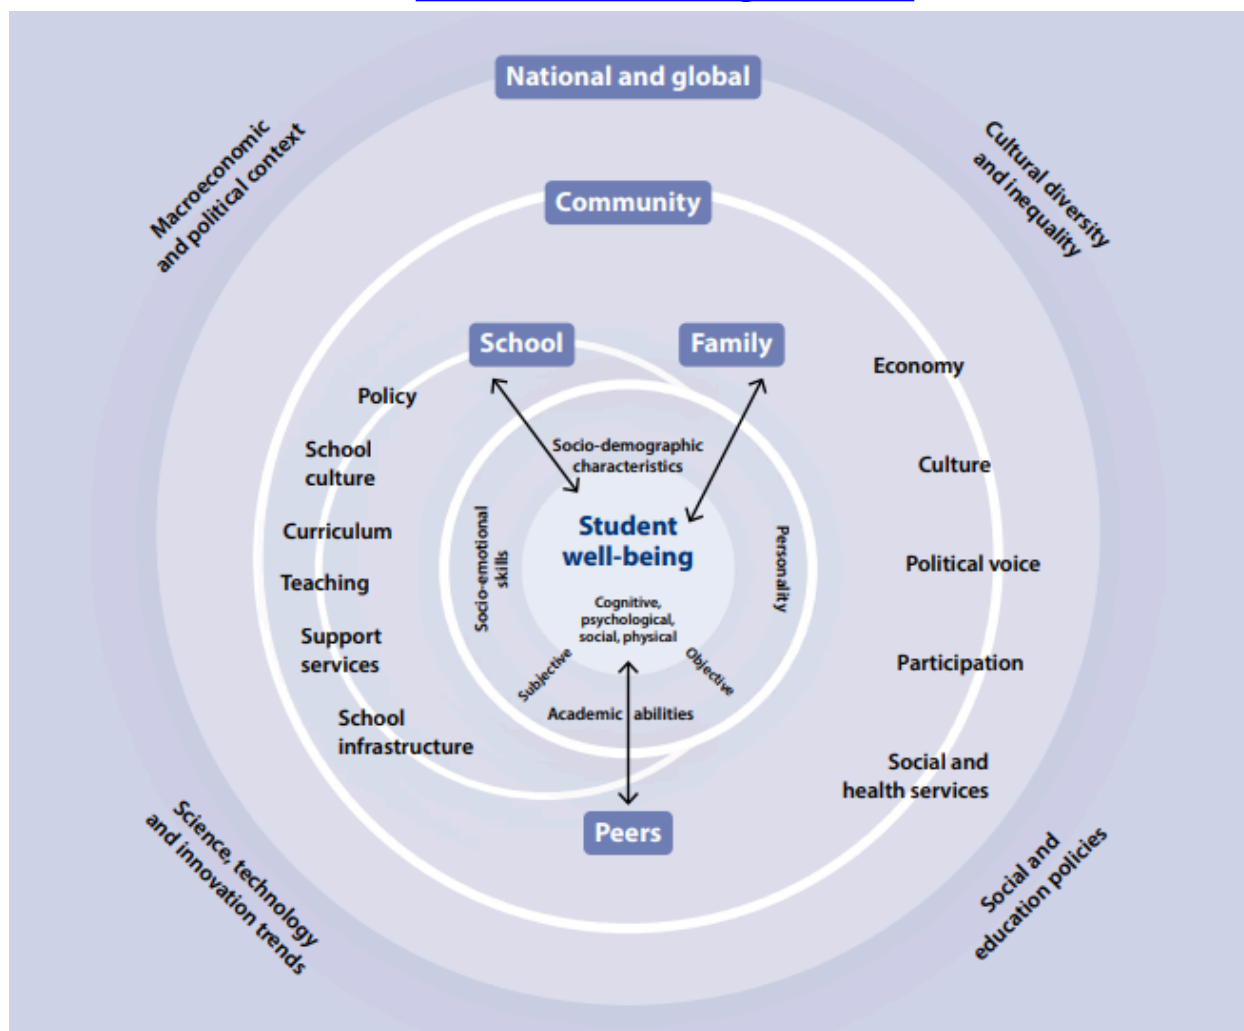 National and global
Macroeconomic
and political context
Cultural diversity
and inequality
Community
School
Family
Policy
School
culture
Curriculum
Teaching
Support
services
School
infrastructure
Socio-demographic
characteristics
Socio-emotional
skills
Personality
Student
well-being
Cognitive,
psychological,
social, physical
Subjective
Objective
Academic abilities
Peers
Economy
Culture
Political voice
Participation
Social and
health services
Science, technology
and innovation trends
Social and
education policies